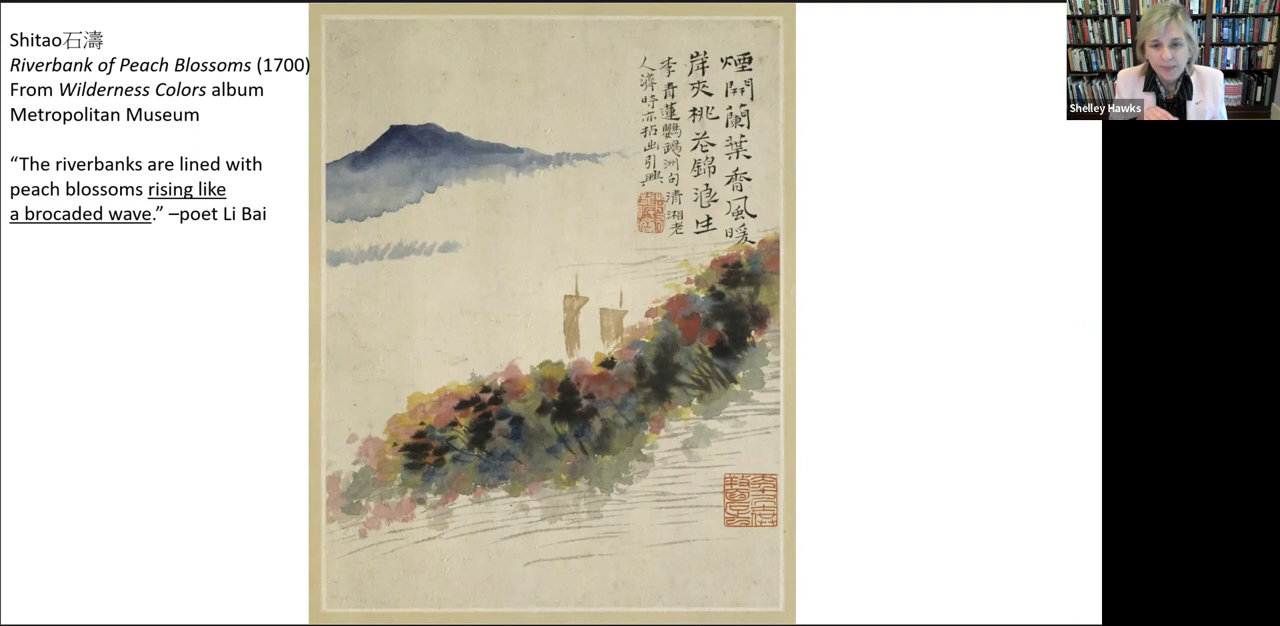 Shitao石濤
Riverbank of Peach Blossoms (1700)
From Wilderness Colors album
Metropolitan Museum
“The riverbanks are lined with
peach blossoms rising like
a brocaded wave.” –poet Li Bai
煙開蘭葉香風暖
岸夾桃花錦浪生
李青蓮鸚鵡洲句清湘老
人濟時亦拈出引興
Shelley Hawks